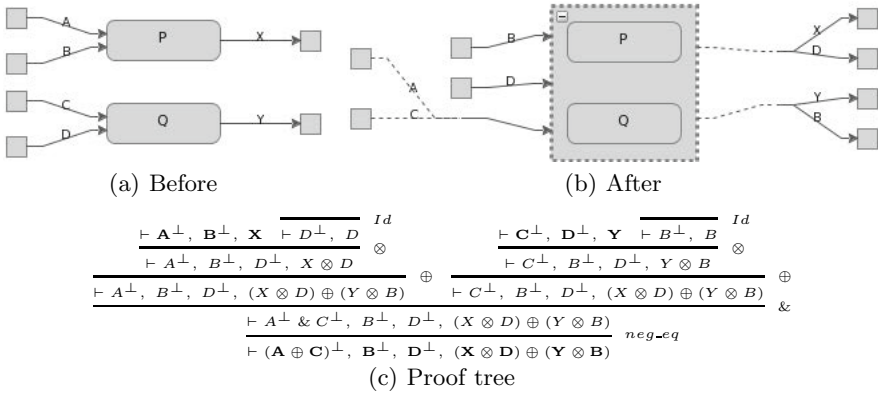 A
B
P
X
C
D
Q
Y
(a) Before
A
C
B
D
P
Q
X
D
Y
B
(b) After
Id
Id
⊢ A⊥, B⊥, X ⊢ D⊥, D ⊗ ⊢ C⊥, D⊥, Y ⊢ B⊥, B ⊗
⊢ A⊥, B⊥, D⊥, X ⊗ D ⊕ ⊢ C⊥, B⊥, D⊥, Y ⊗ B ⊕
⊢ A⊥, B⊥, D⊥, (X ⊗ D) ⊕ (Y ⊗ B) ⊢ C⊥, B⊥, D⊥, (X ⊗ D) ⊕ (Y ⊗ B) &
⊢ A⊥ & C⊥, B⊥, D⊥, (X ⊗ D) ⊕ (Y ⊗ B) neg_eq
⊢ (A ⊕ C)⊥, B⊥, D⊥, (X ⊗ D) ⊕ (Y ⊗ B)
(c) Proof tree